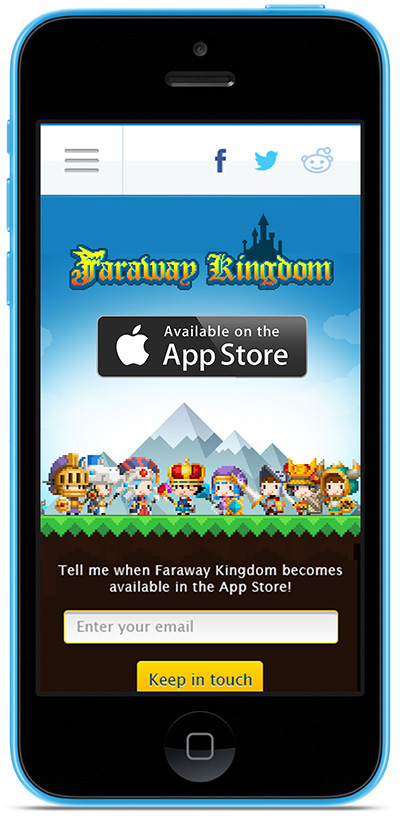 Faraway Kingdom
Available on the
App Store
Tell me when Faraway Kingdom becomes
available in the App Store!
Enter your email
Keep in touch